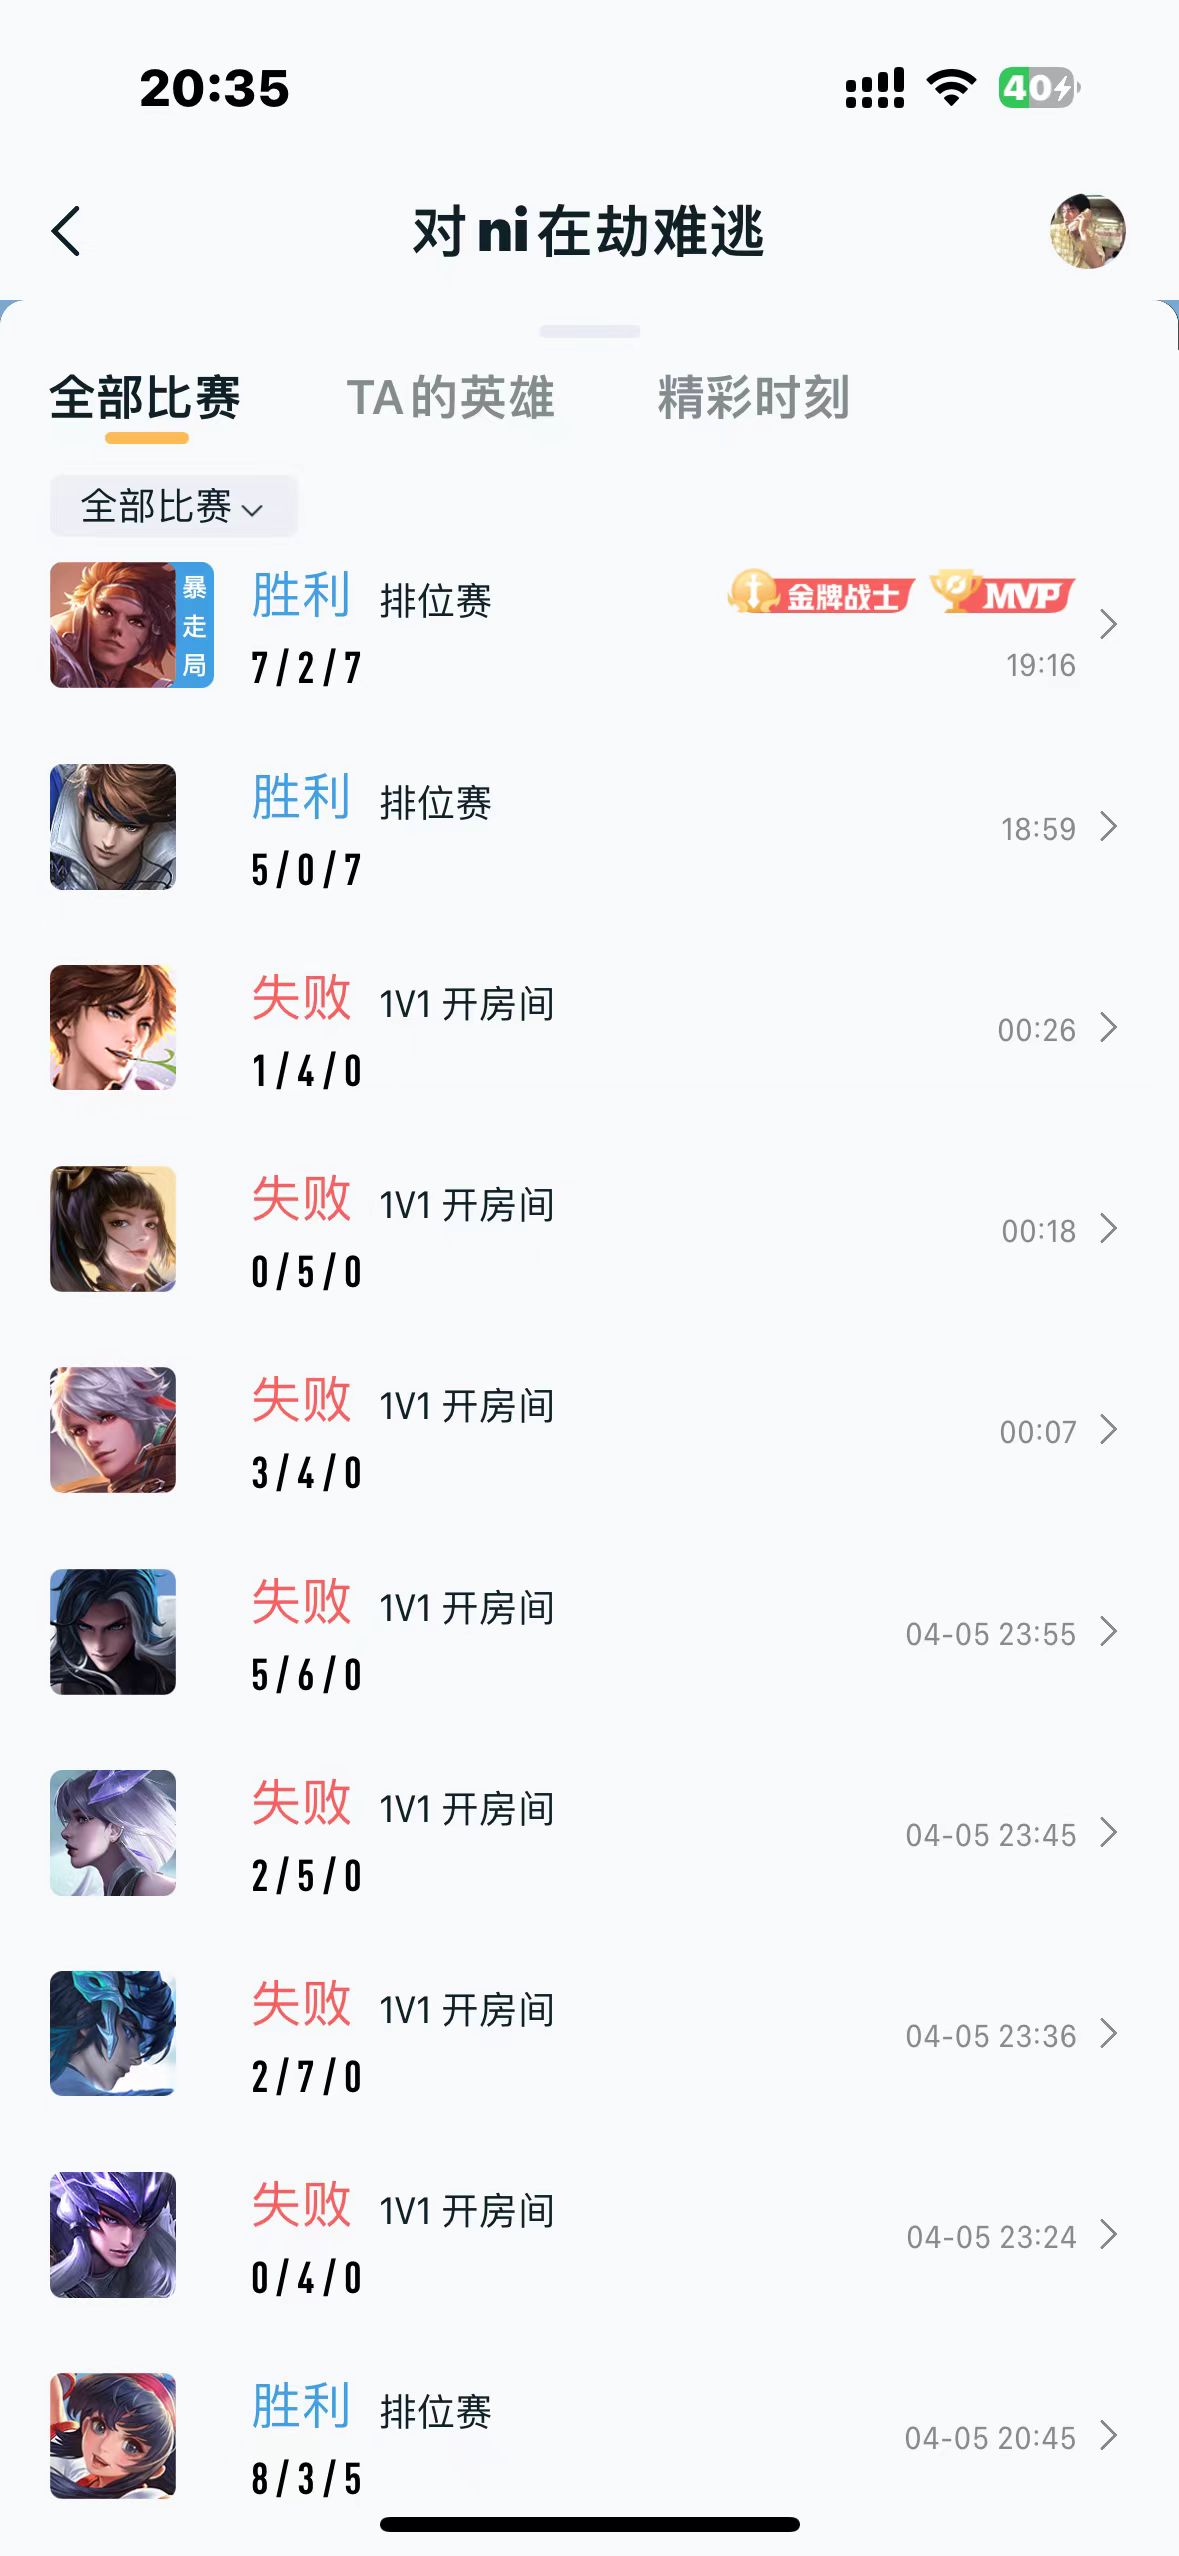 20:35
40
对ni在劫难逃
全部比赛 TA的英雄 精彩时刻
全部比赛
暴走局
胜利 排位赛 金牌战士 MVP
7/2/7 19:16
胜利 排位赛
5/0/7 18:59
失败 1V1 开房间
1/4/0 00:26
失败 1V1 开房间
0/5/0 00:18
失败 1V1 开房间
3/4/0 00:07
失败 1V1 开房间
5/6/0 04-05 23:55
失败 1V1 开房间
2/5/0 04-05 23:45
失败 1V1 开房间
2/7/0 04-05 23:36
失败 1V1 开房间
0/4/0 04-05 23:24
胜利 排位赛
8/3/5 04-05 20:45